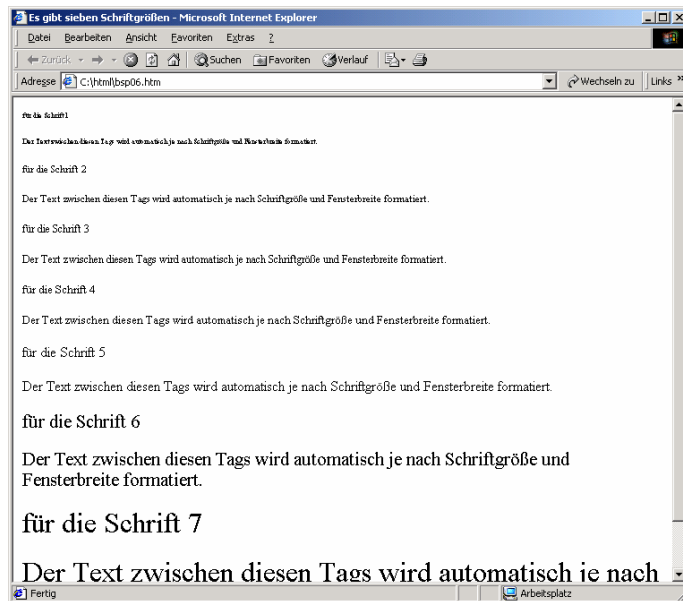 Es gibt sieben Schriftgrößen - Microsoft Internet Explorer
Datei Bearbeiten Ansicht Favoriten Extras ?
Zurück Suchen Favoriten Verlauf
Adresse C:\html\bsp06.htm Wechseln zu Links »
für die Schrift1
Der Text zwischen diesen Tags wird automatisch je nach Schriftgröße und Fensterbreite formatiert.
für die Schrift 2
Der Text zwischen diesen Tags wird automatisch je nach Schriftgröße und Fensterbreite formatiert.
für die Schrift 3
Der Text zwischen diesen Tags wird automatisch je nach Schriftgröße und Fensterbreite formatiert.
für die Schrift 4
Der Text zwischen diesen Tags wird automatisch je nach Schriftgröße und Fensterbreite formatiert.
für die Schrift 5
Der Text zwischen diesen Tags wird automatisch je nach Schriftgröße und Fensterbreite formatiert.
für die Schrift 6
Der Text zwischen diesen Tags wird automatisch je nach Schriftgröße und
Fensterbreite formatiert.
für die Schrift 7
Der Text zwischen diesen Tags wird automatisch je nach
Fertig Arbeitsplatz